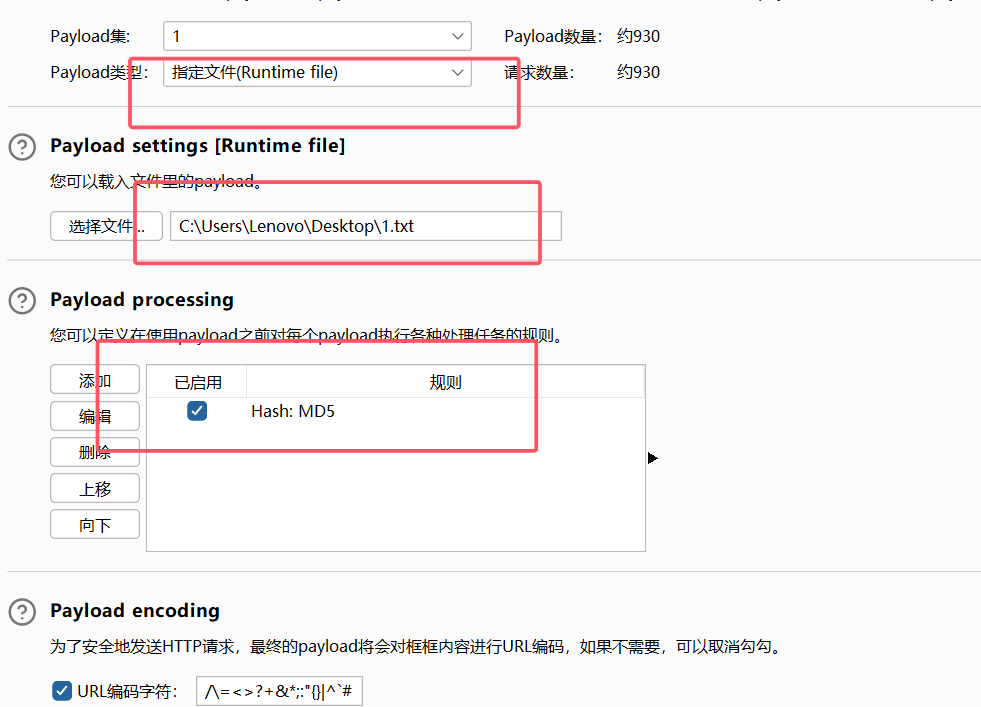 Payload集: 1 Payload数量: 约930
Payload类型: 指定文件(Runtime file) 请求数量: 约930
Payload settings [Runtime file]
您可以载入文件里的payload。
选择文件... C:\Users\Lenovo\Desktop\1.txt
Payload processing
您可以定义在使用payload之前对每个payload执行各种处理任务的规则。
添加 已启用 规则
编辑 Hash: MD5
删除
上移
向下
Payload encoding
为了安全地发送HTTP请求，最终的payload将会对框框内容进行URL编码，如果不需要，可以取消勾勾。
URL编码字符: /\=<>?+&*;:"{}|^`#